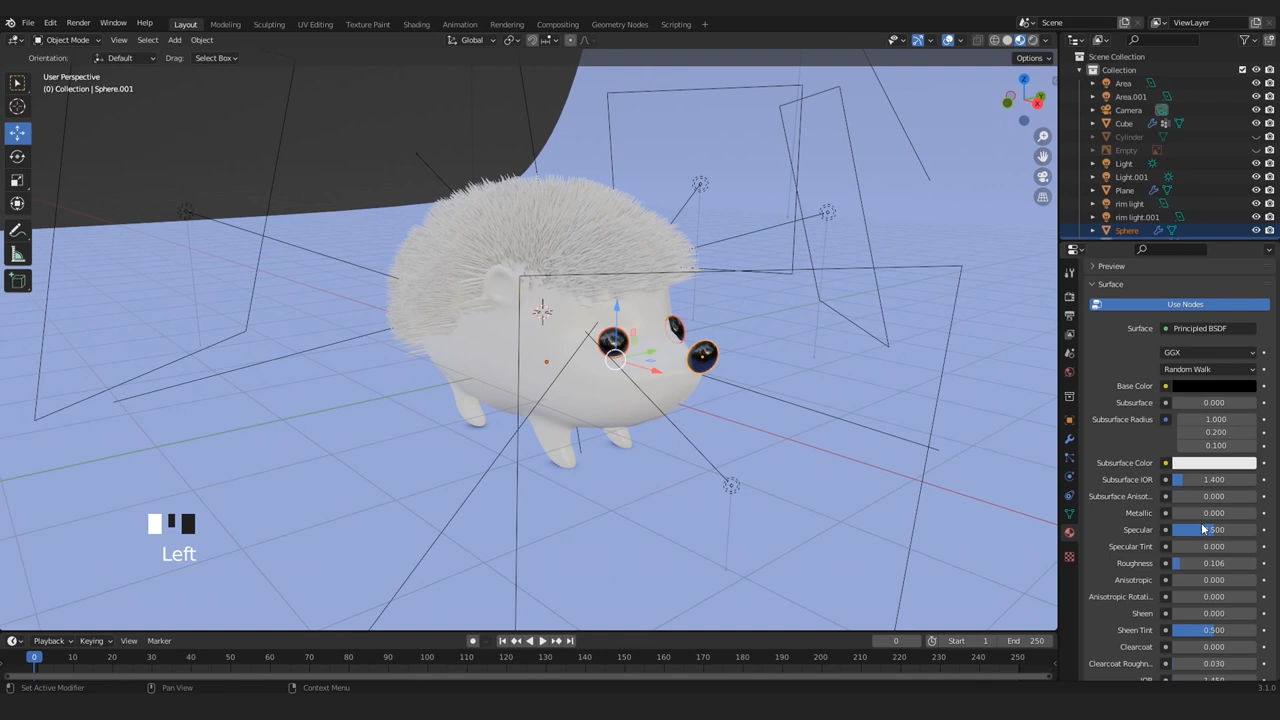 File Edit Render Window Help Layout Modeling Sculpting UV Editing Texture Paint Shading Animation Rendering Compositing Geometry Nodes Scripting + Scene ViewLayer
Object Mode View Select Add Object Global
Orientation: Default Drag: Select Box Options
User Perspective
(0) Collection | Sphere.001
Z
Y
X
Left
Scene Collection
Collection
Area
Area.001
Camera
Cube
Cylinder
Empty
Light
Light.001
Plane
rim light
rim light.001
Sphere
Preview
Surface
Use Nodes
Surface Principled BSDF
GGX
Random Walk
Base Color
Subsurface 0.000
Subsurface Radius 1.000
0.200
0.100
Subsurface Color
Subsurface IOR 1.400
Subsurface Anisot... 0.000
Metallic 0.000
Specular .500
Specular Tint 0.000
Roughness 0.106
Anisotropic 0.000
Anisotropic Rotati... 0.000
Sheen 0.000
Sheen Tint 0.500
Clearcoat 0.000
Clearcoat Roughn... 0.030
IOR 1.450
Playback Keying View Marker 0 Start 1 End 250
0 10 20 30 40 50 60 70 80 90 100 110 120 130 140 150 160 170 180 190 200 210 220 230 240 250
Set Active Modifier Pan View Context Menu 3.1.0